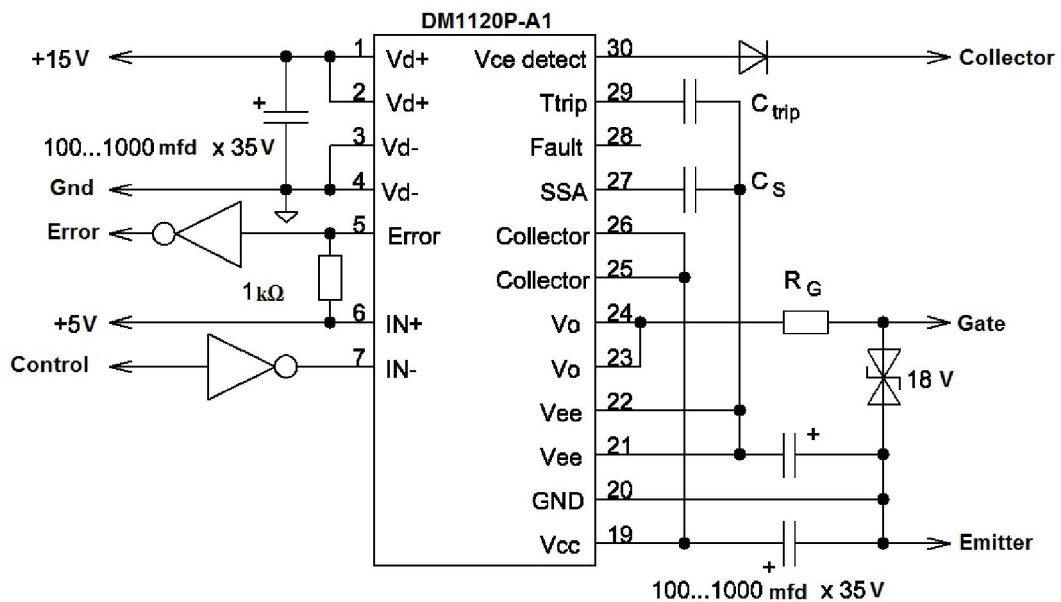 DM1120P-A1
+15V
1
Vd+
2
Vd+
+
3
Vd-
100...1000 mfd x 35V
Gnd
4
Vd-
Error
5
Error
1kΩ
+5V
6
IN+
Control
7
IN-
Vce detect
30
Collector
Ttrip
29
C trip
Fault
28
SSA
27
C S
Collector
26
Collector
25
R G
Vo
24
Gate
Vo
23
18 V
Vee
22
Vee
21
+
GND
20
Vcc
19
Emitter
+
100...1000 mfd x 35V